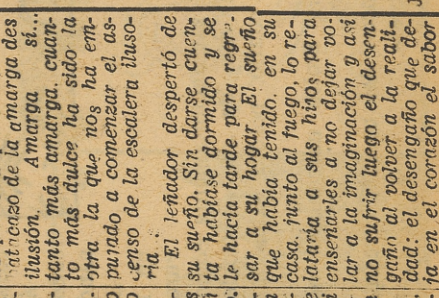 caso de la amarga des
ilusión. Amarga sí...
tanto más amarga, cuan-
to más dulce ha sido la
otra la que nos ha em-
pujado a comenzar el as-
censo de la escalera iluso-
ria.
El leñador despertó de
su sueño. Sin darse cuen-
ta habíase dormido y se
le hacía tarde para regre-
sar a su hogar El sueño
que había tenido, en su
casa, junto al fuego, lo re-
lataría a sus hijos para
enseñarles a no dejar vo-
lar a la imaginación y así
no sufrir luego el desen-
gaño al volver a la reali-
dad: el desengaño que de-
ja en el corazón el sabor